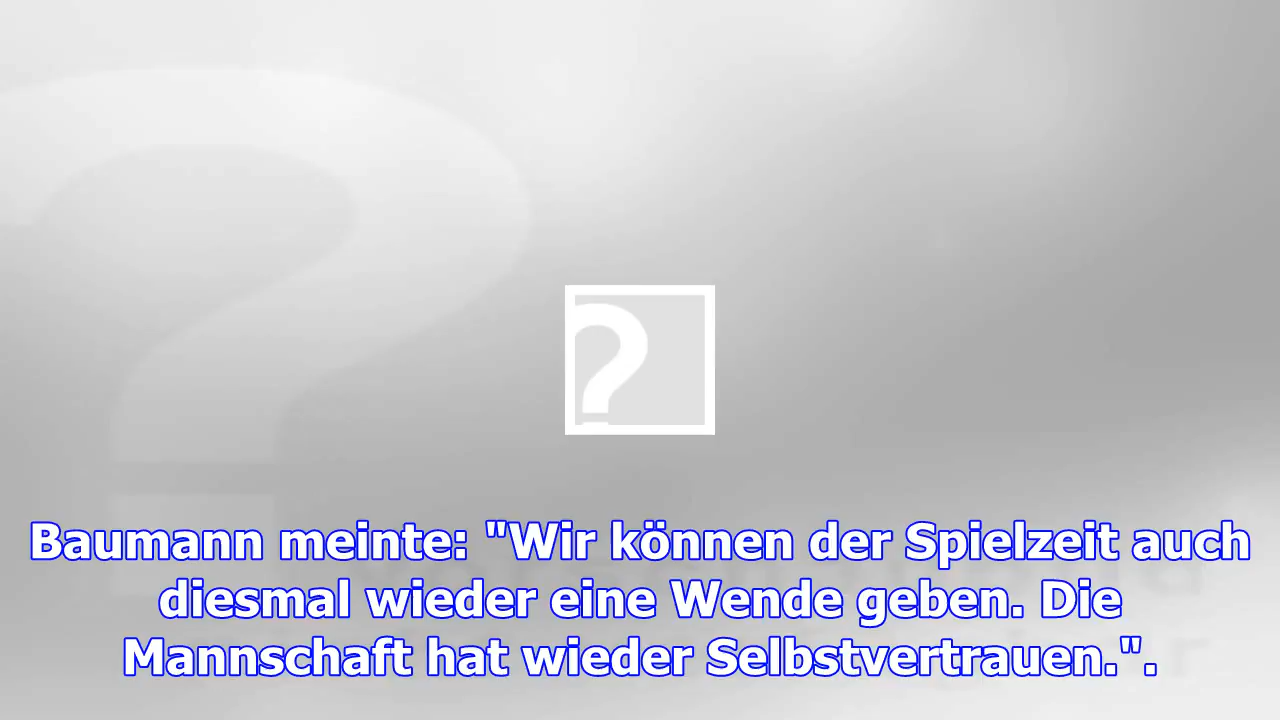 Baumann meinte: "Wir können der Spielzeit auch
diesmal wieder eine Wende geben. Die
Mannschaft hat wieder Selbstvertrauen.".